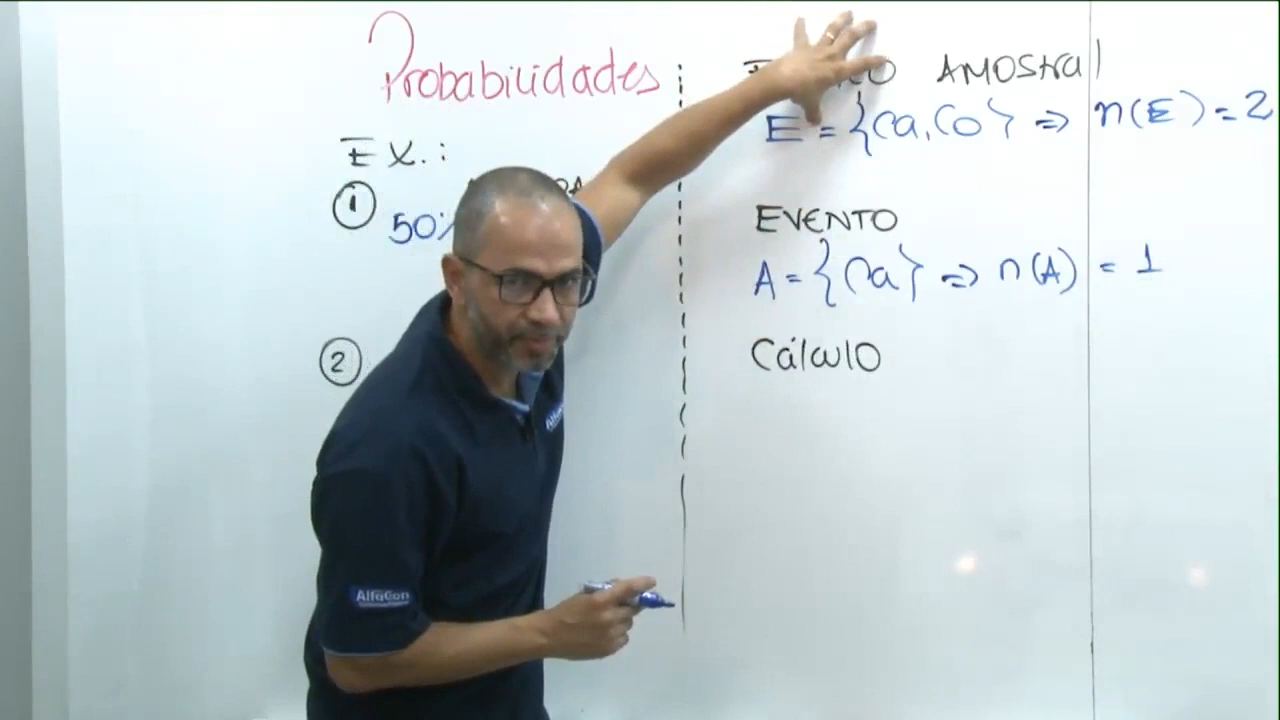 Probabilidades
Ex.:
1
50%
2
AMOSTRAL
E = {Ca, Co} => n(E) = 2
EVENTO
A = {Ca} => n(A) = 1
Cálculo
AlfaCon